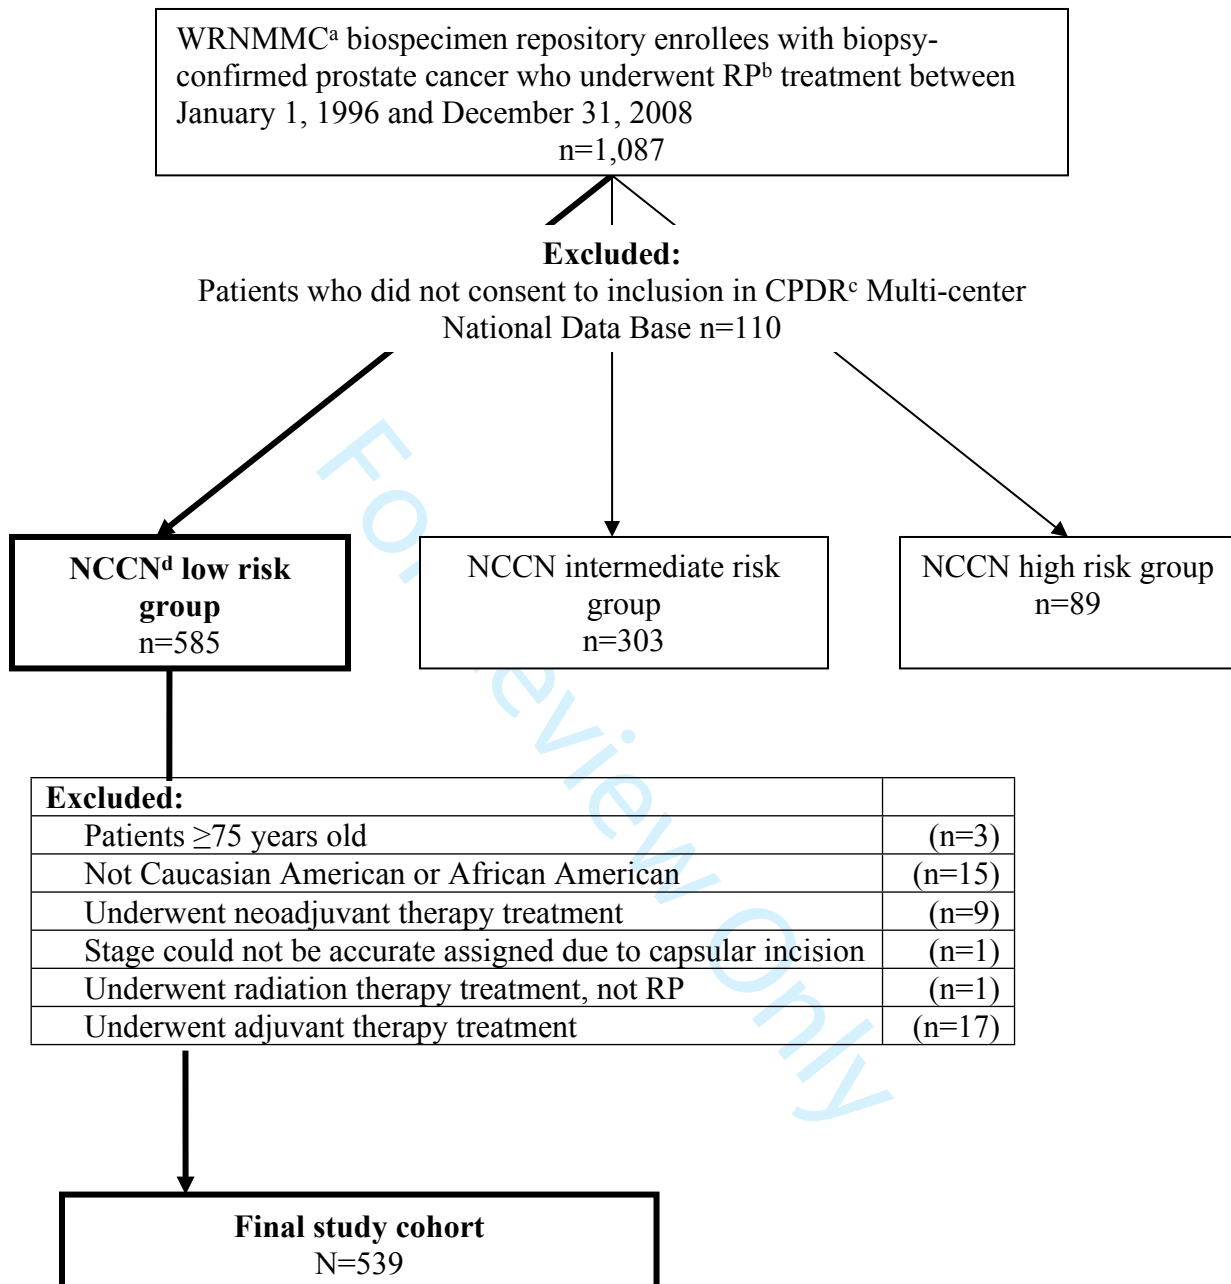 WRNMMCᵃ biospecimen repository enrollees with biopsy-
confirmed prostate cancer who underwent RPᵇ treatment between
January 1, 1996 and December 31, 2008
n=1,087
Excluded:
Patients who did not consent to inclusion in CPDRᶜ Multi-center
National Data Base n=110
NCCNᵈ low risk
group
n=585
NCCN intermediate risk
group
n=303
NCCN high risk group
n=89
Excluded:
Patients ≥75 years old (n=3)
Not Caucasian American or African American (n=15)
Underwent neoadjuvant therapy treatment (n=9)
Stage could not be accurate assigned due to capsular incision (n=1)
Underwent radiation therapy treatment, not RP (n=1)
Underwent adjuvant therapy treatment (n=17)
Final study cohort
N=539
For Review Only